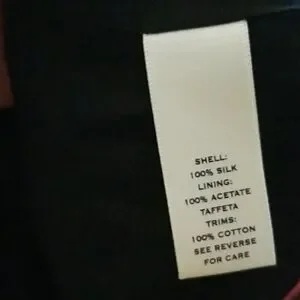 SHELL:
100% SILK
LINING:
100% ACETATE
TAFFETA
TRIMS:
100% COTTON
SEE REVERSE
FOR CARE